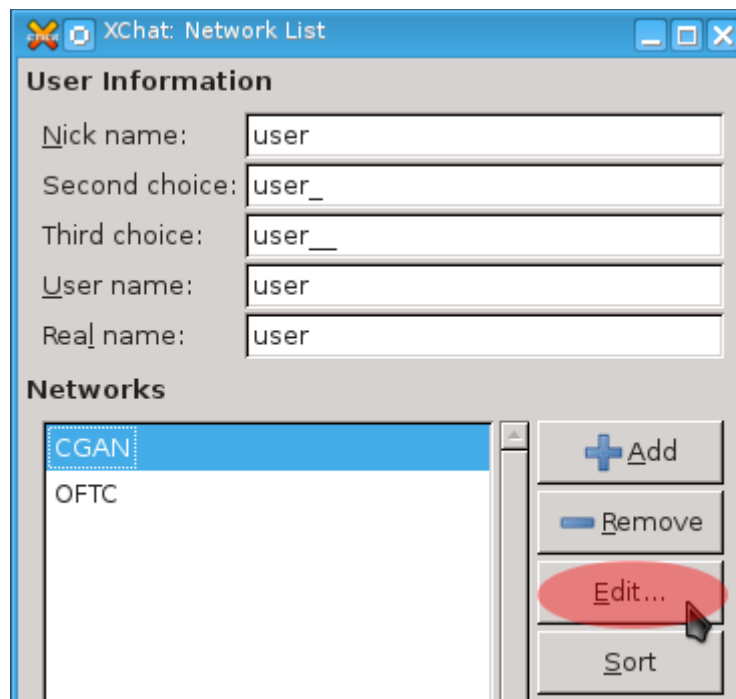 XChat: Network List
User Information
Nick name: user
Second choice: user_
Third choice: user__
User name: user
Real name: user
Networks
CGAN
OFTC
Add
Remove
Edit...
Sort